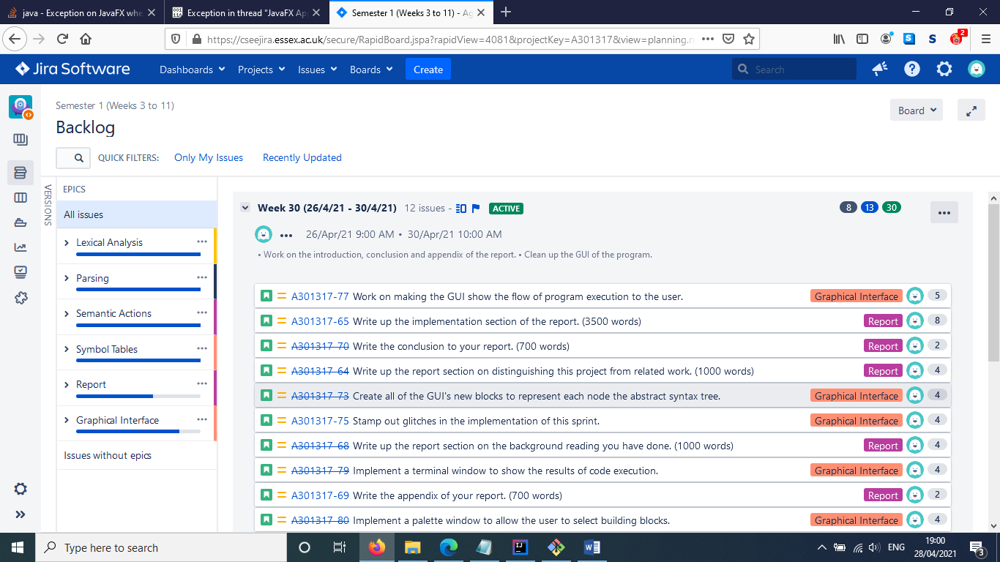 java - Exception on JavaFX whe
Exception in thread "JavaFX Ap
Semester 1 (Weeks 3 to 11) - Ag
https://cseejira.essex.ac.uk/secure/RapidBoard.jspa?rapidView=4081&projectKey=A301317&view=planning.n
2
Jira Software
Dashboards
Projects
Issues
Boards
Create
Search
Semester 1 (Weeks 3 to 11)
Backlog
Board
QUICK FILTERS:
Only My Issues
Recently Updated
VERSIONS
EPICS
All issues
Lexical Analysis
Parsing
Semantic Actions
Symbol Tables
Report
Graphical Interface
Issues without epics
Week 30 (26/4/21 - 30/4/21) 12 issues - ACTIVE 8 13 30
26/Apr/21 9:00 AM • 30/Apr/21 10:00 AM
• Work on the introduction, conclusion and appendix of the report. • Clean up the GUI of the program.
A301317-77 Work on making the GUI show the flow of program execution to the user. Graphical Interface 5
A301317-65 Write up the implementation section of the report. (3500 words) Report 8
A301317-70 Write the conclusion to your report. (700 words) Report 2
A301317-64 Write up the report section on distinguishing this project from related work. (1000 words) Report 4
A301317-73 Create all of the GUI's new blocks to represent each node the abstract syntax tree. Graphical Interface 4
A301317-75 Stamp out glitches in the implementation of this sprint. Graphical Interface 4
A301317-68 Write up the report section on the background reading you have done. (1000 words) Report 4
A301317-79 Implement a terminal window to show the results of code execution. Graphical Interface 4
A301317-69 Write the appendix of your report. (700 words) Report 2
A301317-80 Implement a palette window to allow the user to select building blocks. Graphical Interface 4
Type here to search
ENG
19:00
28/04/2021
3